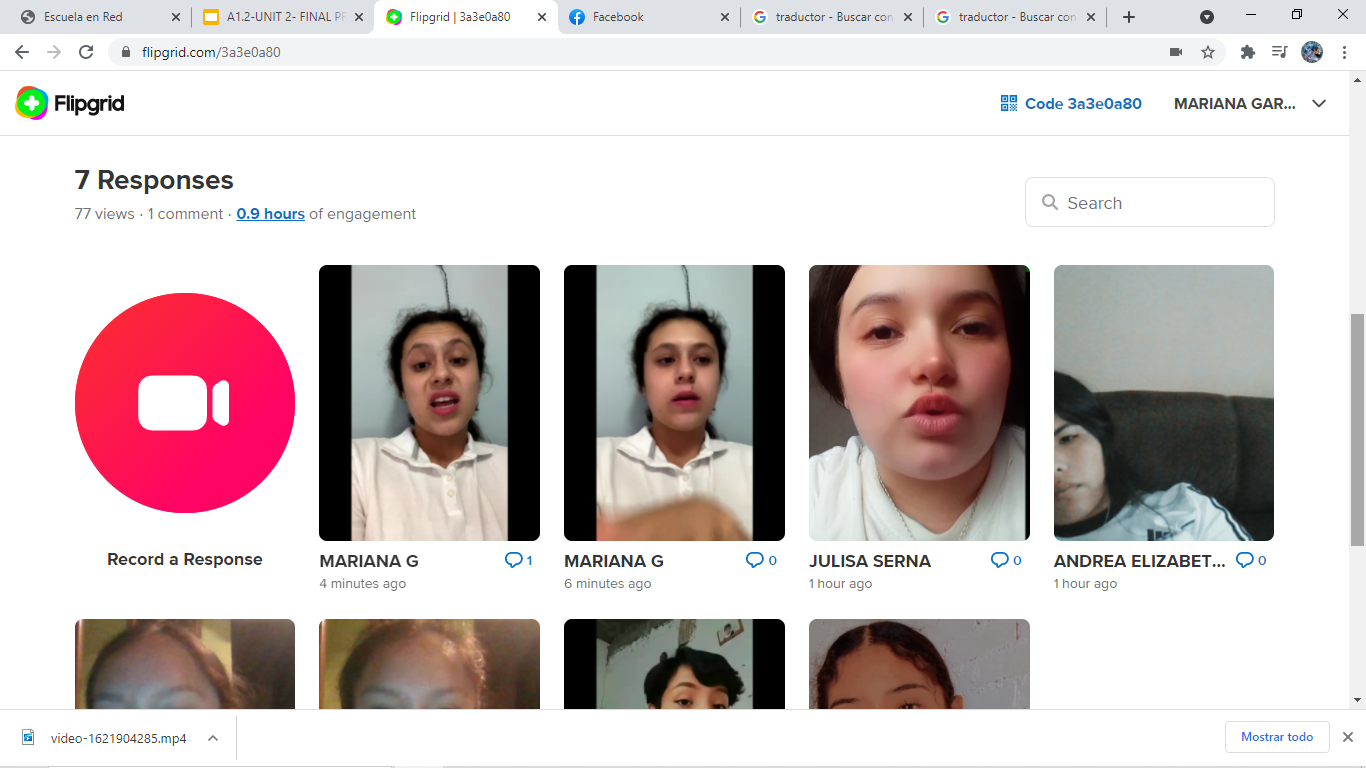 Escuela en Red
A1.2-UNIT 2- FINAL PR
Flipgrid | 3a3e0a80
Facebook
traductor - Buscar con
traductor - Buscar con
flipgrid.com/3a3e0a80
Flipgrid
Code 3a3e0a80
MARIANA GAR...
7 Responses
77 views · 1 comment · 0.9 hours of engagement
Search
Record a Response
MARIANA G
1
4 minutes ago
MARIANA G
0
6 minutes ago
JULISA SERNA
0
1 hour ago
ANDREA ELIZABET...
0
1 hour ago
video-1621904285.mp4
Mostrar todo